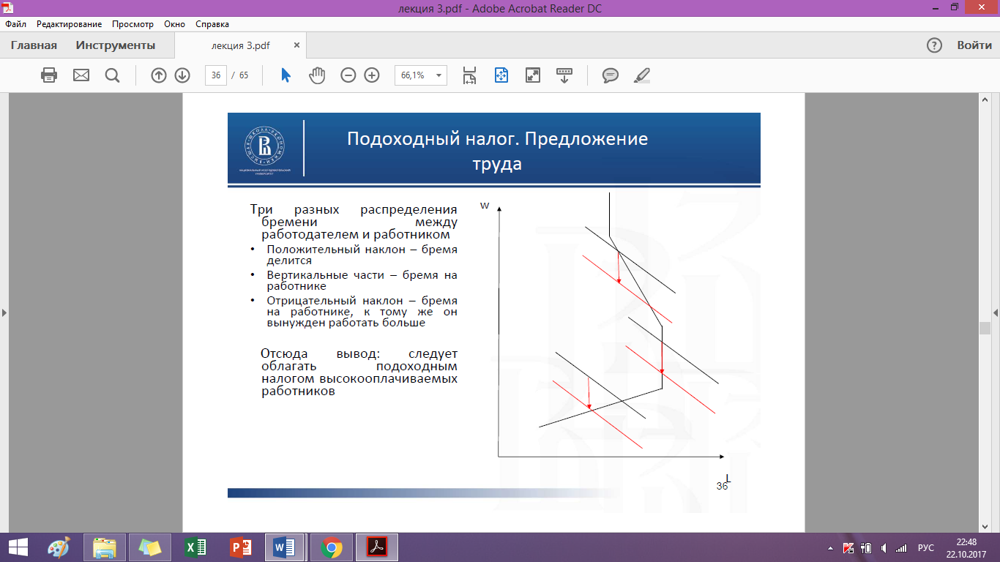 лекция 3.pdf - Adobe Acrobat Reader DC
Файл Редактирование Просмотр Окно Справка
Главная Инструменты лекция 3.pdf × ? Войти
36 / 65 66,1%
НАЦИОНАЛЬНЫЙ ИССЛЕДОВАТЕЛЬСКИЙ
УНИВЕРСИТЕТ
Подоходный налог. Предложение
труда
Три разных распределения
бремени между
работодателем и работником
• Положительный наклон – бремя
делится
• Вертикальные части – бремя на
работнике
• Отрицательный наклон – бремя
на работнике, к тому же он
вынужден работать больше
Отсюда вывод: следует
облагать подоходным
налогом высокооплачиваемых
работников
w
L
36
РУС
22:48
22.10.2017